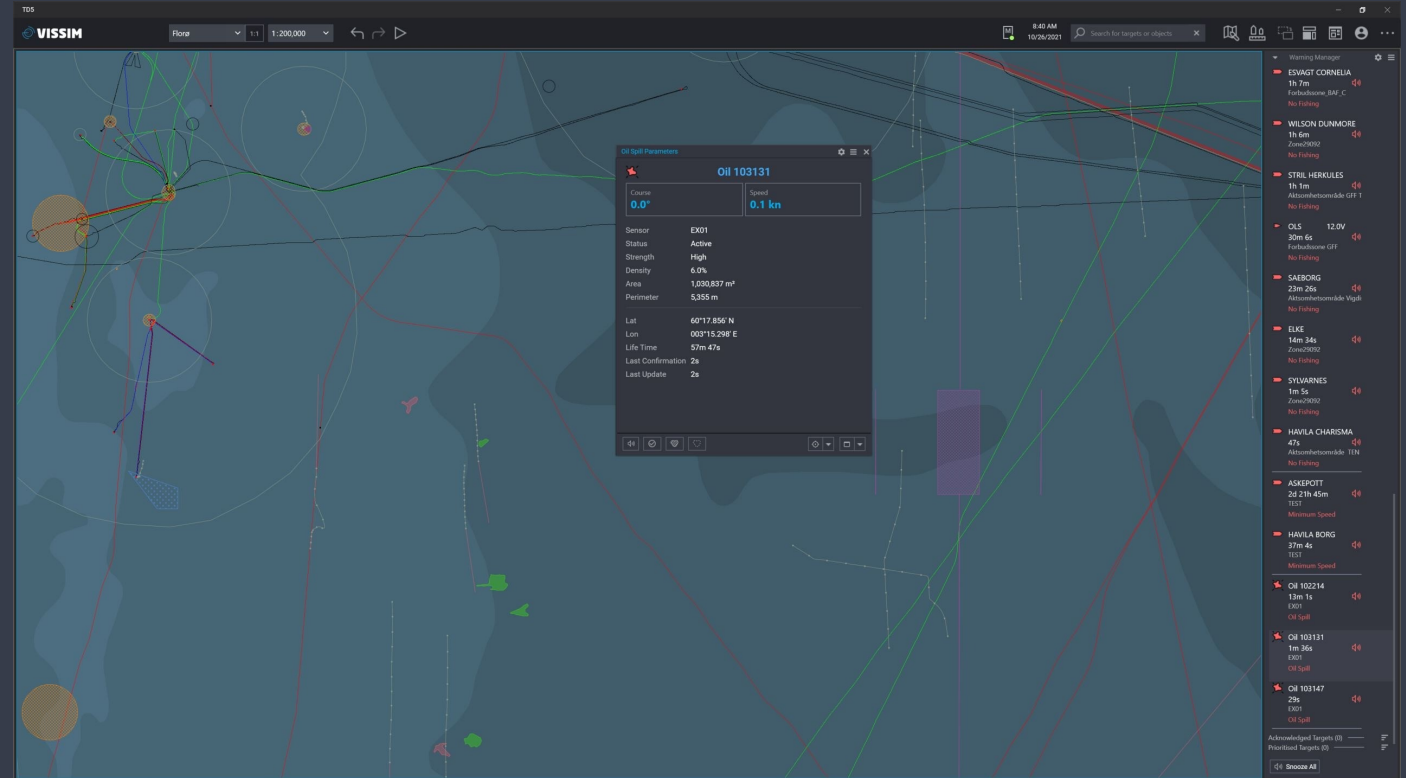 TD5
VISSIM
Florø
1:1
1:200,000
M
8:40 AM
10/26/2021
Search for targets or objects
Oil Spill Parameters
Oil 103131
Course
0.0°
Speed
0.1 kn
Sensor EX01
Status Active
Strength High
Density 6.0%
Area 1,030,837 m²
Perimeter 5,355 m
Lat 60°17.856' N
Lon 003°15.298' E
Life Time 57m 47s
Last Confirmation 2s
Last Update 2s
Warning Manager
ESVAGT CORNELIA
1h 7m
Forbudssone_BAF_C
No Fishing
WILSON DUNMORE
1h 6m
Zone29092
No Fishing
STRIL HERKULES
1h 1m
Aktsomhetsområde GFF T
No Fishing
OLS 12.0V
30m 6s
Forbudssone GFF
No Fishing
SAEBORG
23m 26s
Aktsomhetsområde Vigdi
No Fishing
ELKE
14m 34s
Zone29092
No Fishing
SYLVARNES
1m 5s
Zone29092
No Fishing
HAVILA CHARISMA
47s
Aktsomhetsområde TEN
No Fishing
ASKEPOTT
2d 21h 45m
TEST
Minimum Speed
HAVILA BORG
37m 4s
TEST
Minimum Speed
Oil 102214
13m 1s
EX01
Oil Spill
Oil 103131
1m 36s
EX01
Oil Spill
Oil 103147
29s
EX01
Oil Spill
Acknowledged Targets (0)
Prioritised Targets (0)
Snooze All